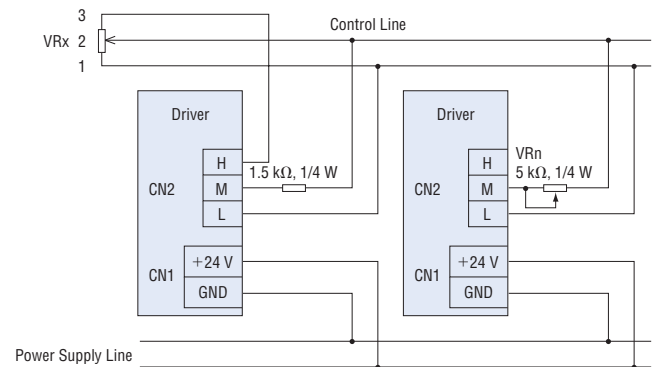 3
Control Line
VRx 2
1
Driver
Driver
H
1.5 kΩ, 1/4 W
H
VRn
5 kΩ, 1/4 W
CN2
M
CN2
M
L
L
+24 V
+24 V
CN1
CN1
GND
GND
Power Supply Line